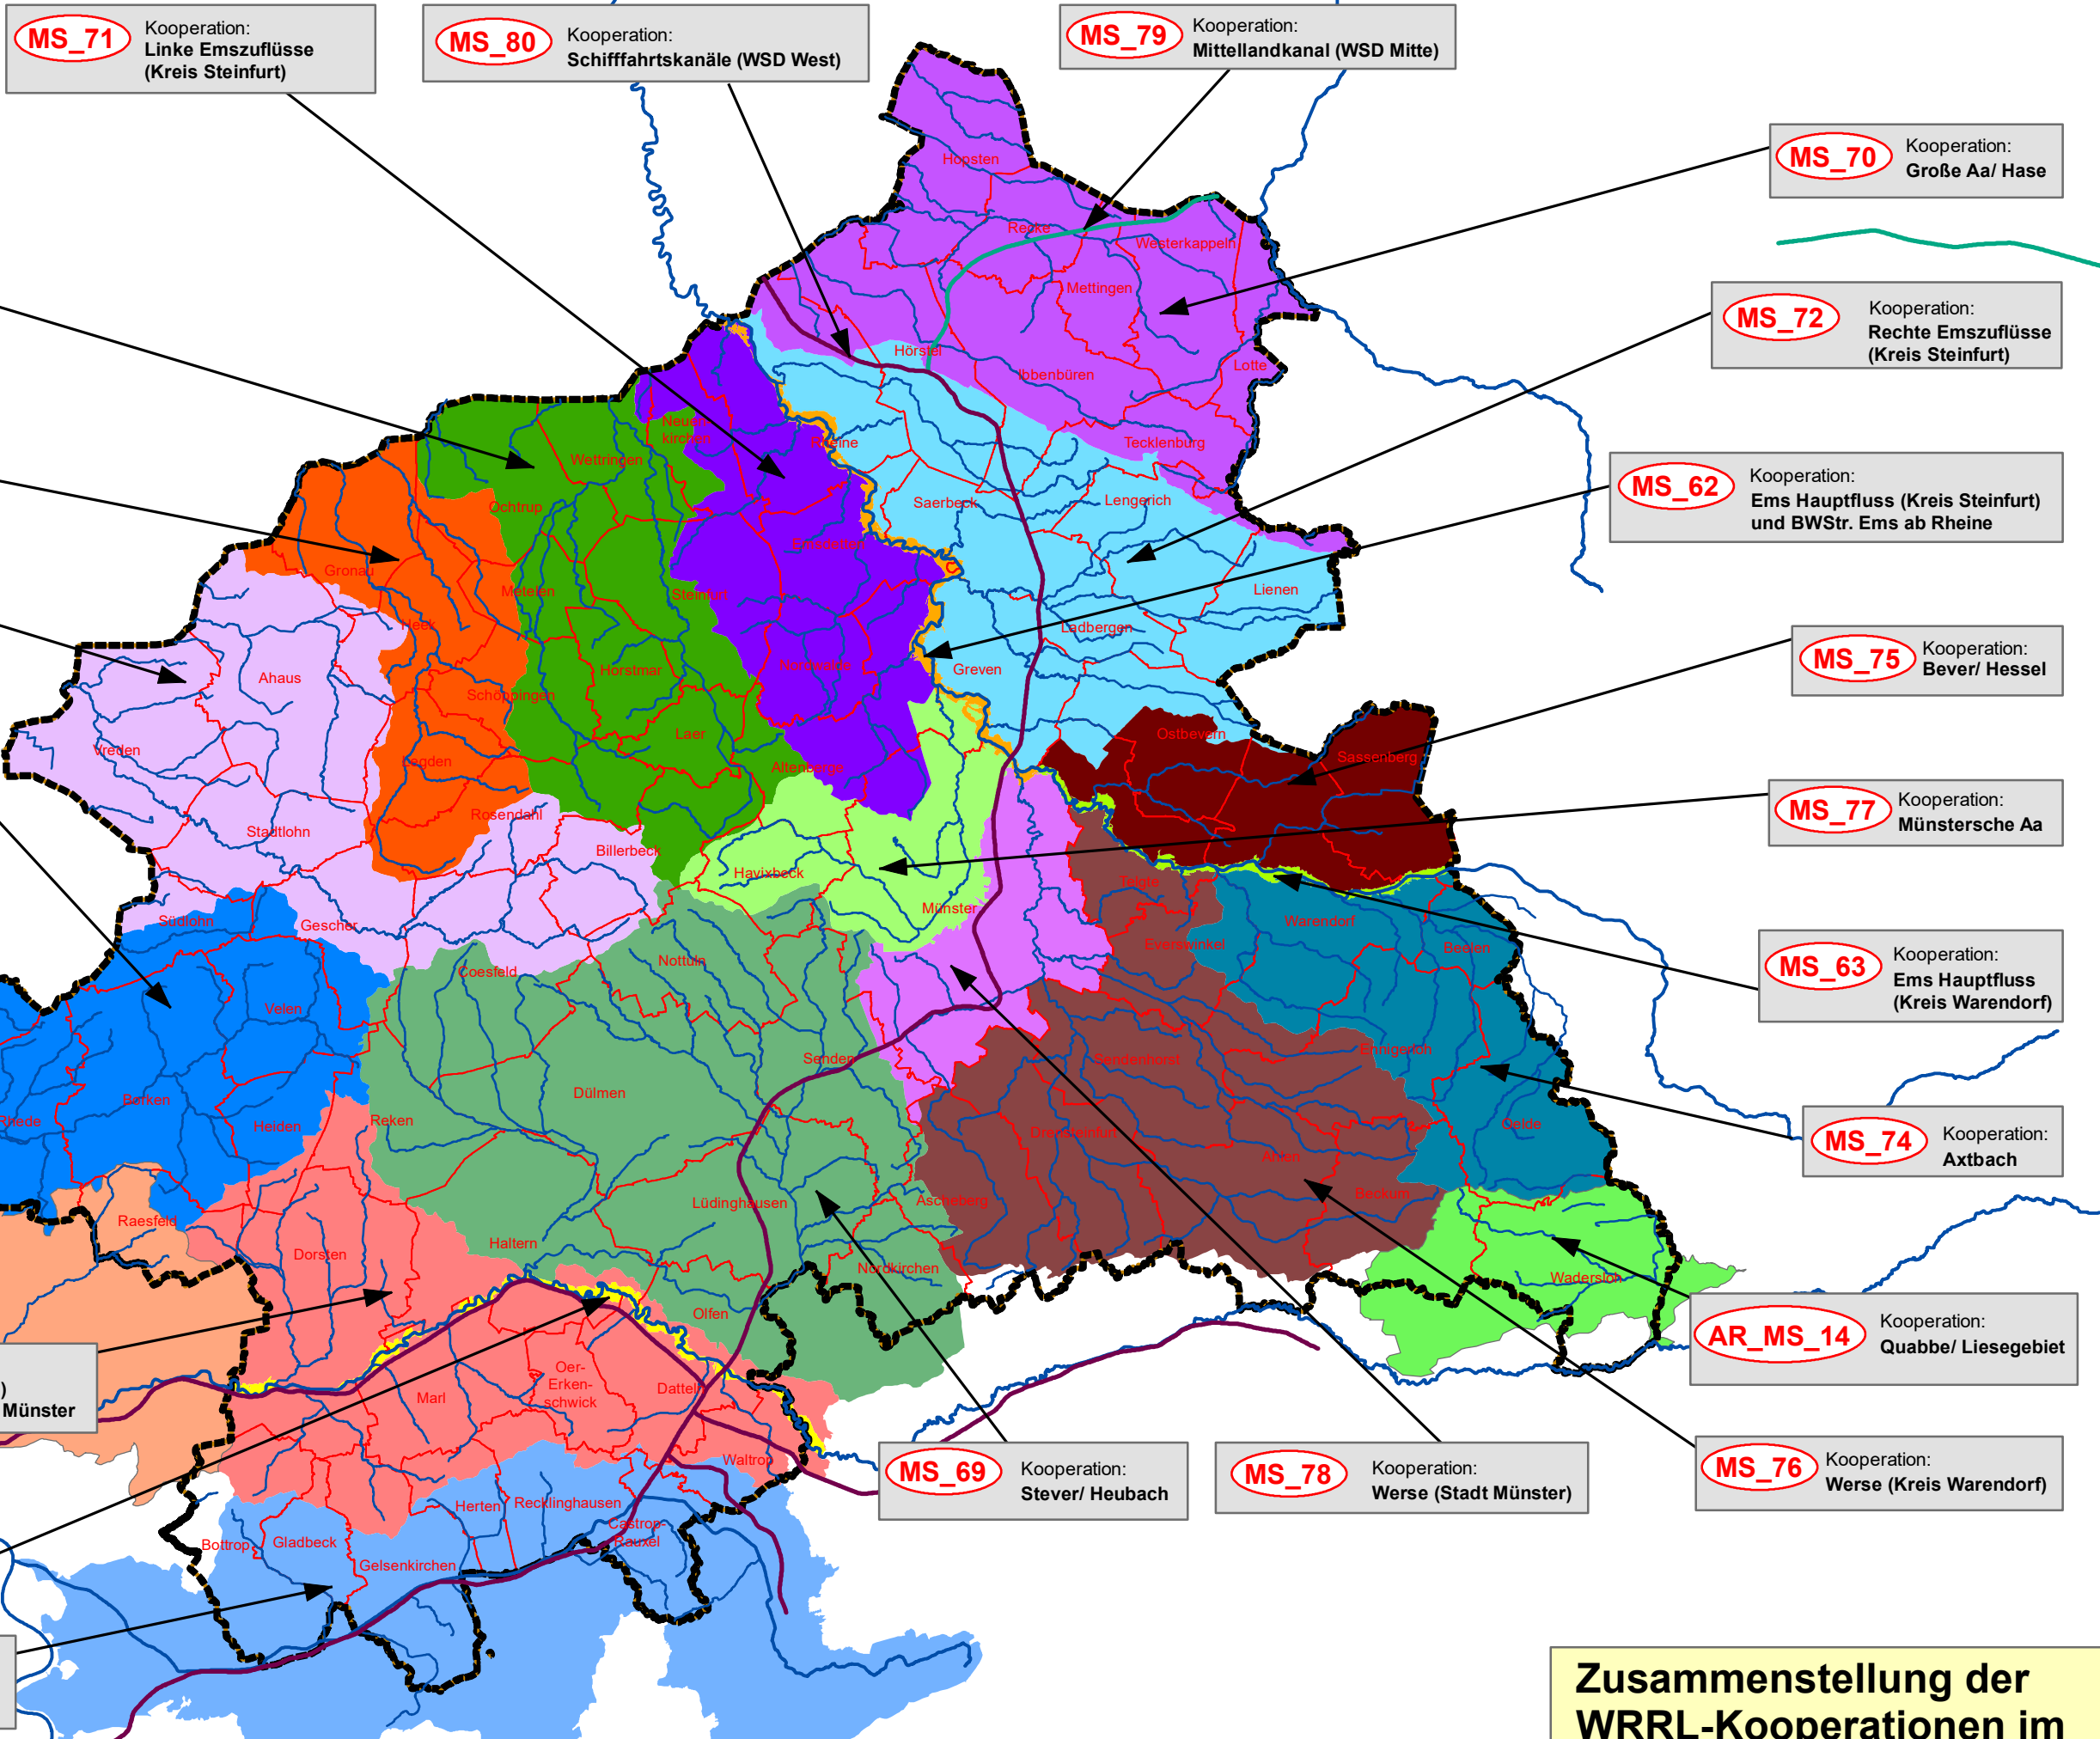 MS_71
Kooperation:
Linke Emszuflüsse
(Kreis Steinfurt)
MS_80
Kooperation:
Schifffahrtskanäle (WSD West)
MS_79
Kooperation:
Mittellandkanal (WSD Mitte)
MS_70
Kooperation:
Große Aa/ Hase
MS_72
Kooperation:
Rechte Emszuflüsse
(Kreis Steinfurt)
MS_62
Kooperation:
Ems Hauptfluss (Kreis Steinfurt)
und BWStr. Ems ab Rheine
MS_75
Kooperation:
Bever/ Hessel
MS_77
Kooperation:
Münstersche Aa
MS_63
Kooperation:
Ems Hauptfluss
(Kreis Warendorf)
MS_74
Kooperation:
Axtbach
AR_MS_14
Kooperation:
Quabbe/ Liesegebiet
MS_76
Kooperation:
Werse (Kreis Warendorf)
MS_78
Kooperation:
Werse (Stadt Münster)
MS_69
Kooperation:
Stever/ Heubach
)
Münster
Hopsten
Recke
Westerkappeln
Mettingen
Hörstel
Ibbenbüren
Lotte
Neuen-
kirchen
Rheine
Tecklenburg
Wettringen
Ochtrup
Saerbeck
Lengerich
Emsdetten
Gronau
Metelen
Steinfurt
Lienen
Heek
Ladbergen
Ahaus
Horstmar
Nordwalde
Greven
Schöppingen
Vreden
Legden
Laer
Altenberge
Ostbevern
Sassenberg
Stadtlohn
Rosendahl
Billerbeck
Havixbeck
Telgte
Münster
Südlohn
Gescher
Warendorf
Everswinkel
Beelen
Coesfeld
Nottuln
Velen
Senden
Sendenhorst
Ennigerloh
Dülmen
Borken
Rhede
Heiden
Reken
Drensteinfurt
Oelde
Ahlen
Lüdinghausen
Ascheberg
Beckum
Raesfeld
Dorsten
Haltern
Nordkirchen
Wadersloh
Olfen
Oer-
Erken-
schwick
Marl
Datteln
Waltrop
Herten
Recklinghausen
Castrop-
Rauxel
Bottrop
Gladbeck
Gelsenkirchen
Zusammenstellung der
WRRL-Kooperationen im